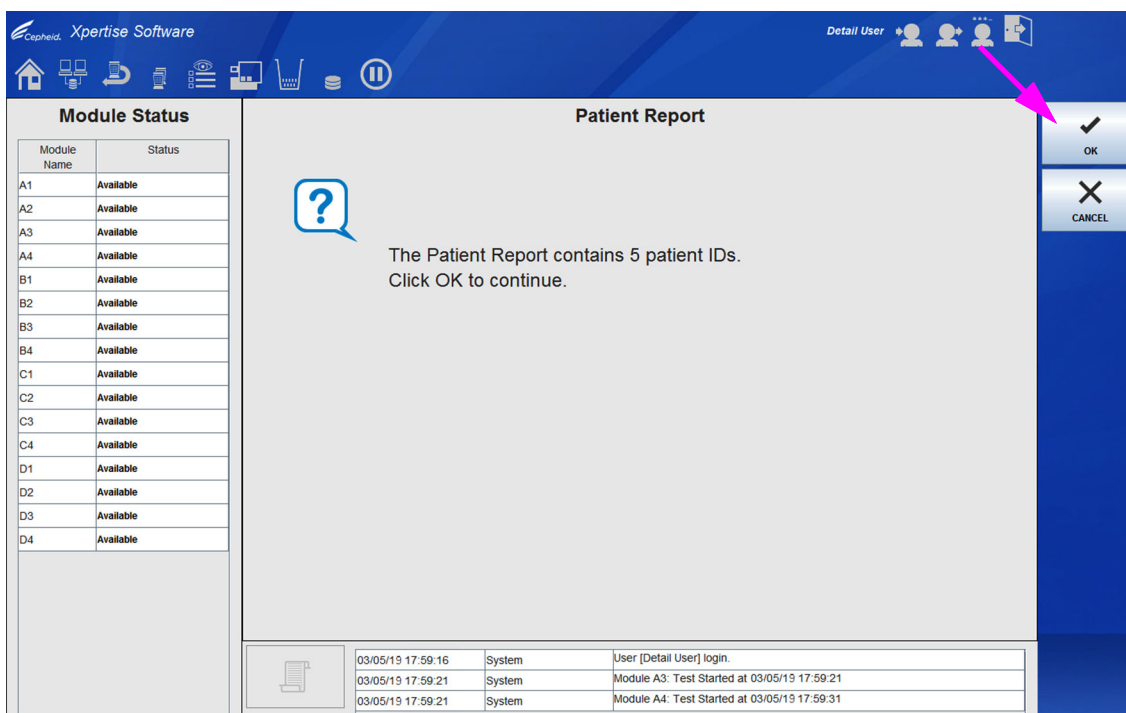 Cepheid. Xpertise Software
Detail User
Module Status
Module Name Status
A1 Available
A2 Available
A3 Available
A4 Available
B1 Available
B2 Available
B3 Available
B4 Available
C1 Available
C2 Available
C3 Available
C4 Available
D1 Available
D2 Available
D3 Available
D4 Available
Patient Report
The Patient Report contains 5 patient IDs.
Click OK to continue.
OK
CANCEL
03/05/19 17:59:16 System User [Detail User] login.
03/05/19 17:59:21 System Module A3: Test Started at 03/05/19 17:59:21
03/05/19 17:59:21 System Module A4: Test Started at 03/05/19 17:59:31